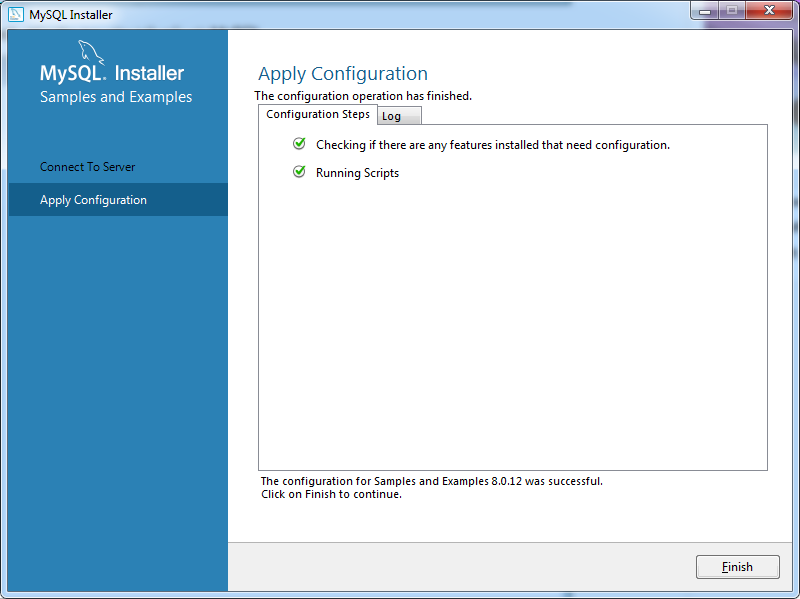 MySQL Installer
MySQL. Installer
Samples and Examples
Connect To Server
Apply Configuration
Apply Configuration
The configuration operation has finished.
Configuration Steps
Log
Checking if there are any features installed that need configuration.
Running Scripts
The configuration for Samples and Examples 8.0.12 was successful.
Click on Finish to continue.
Finish